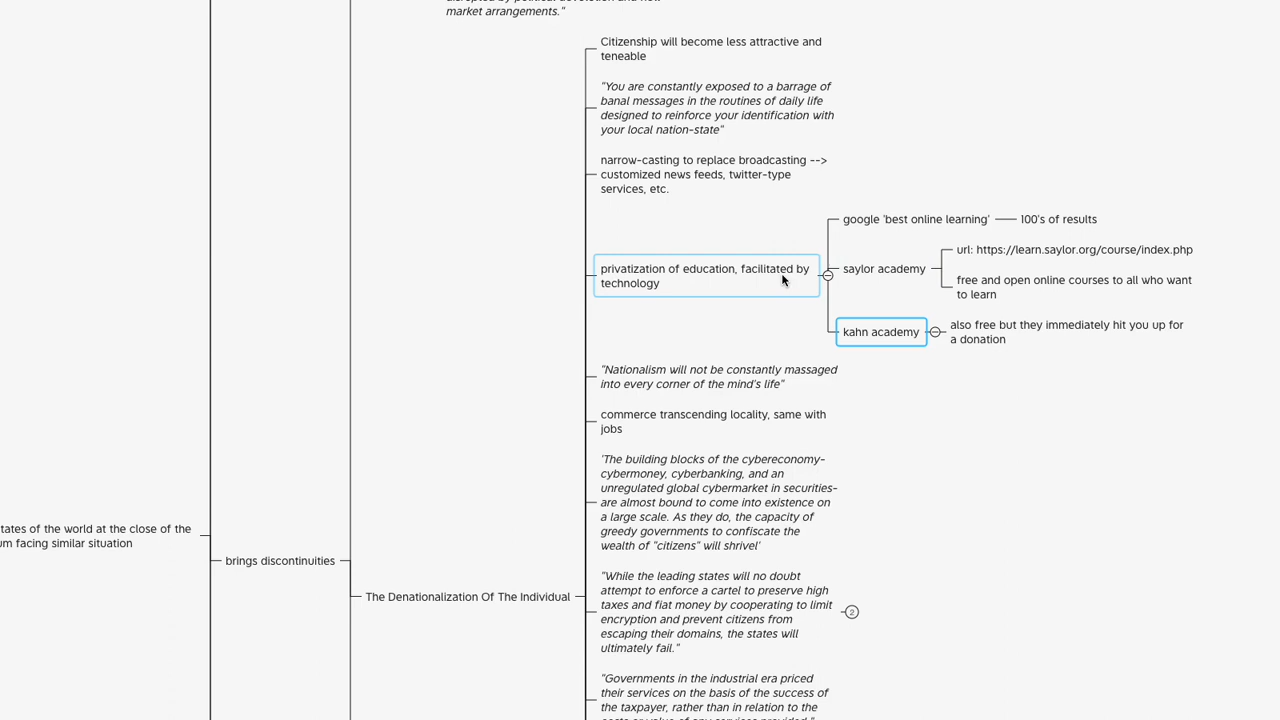 market arrangements."
Citizenship will become less attractive and
teneable
"You are constantly exposed to a barrage of
banal messages in the routines of daily life
designed to reinforce your identification with
your local nation-state"
narrow-casting to replace broadcasting -->
customized news feeds, twitter-type
services, etc.
google 'best online learning'
100's of results
privatization of education, facilitated by
technology
saylor academy
url: https://learn.saylor.org/course/index.php
free and open online courses to all who want
to learn
kahn academy
also free but they immediately hit you up for
a donation
"Nationalism will not be constantly massaged
into every corner of the mind's life"
commerce transcending locality, same with
jobs
'The building blocks of the cybereconomy-
cybermoney, cyberbanking, and an
unregulated global cybermarket in securities-
are almost bound to come into existence on
a large scale. As they do, the capacity of
greedy governments to confiscate the
wealth of "citizens" will shrivel'
tates of the world at the close of the
um facing similar situation
brings discontinuities
The Denationalization Of The Individual
"While the leading states will no doubt
attempt to enforce a cartel to preserve high
taxes and fiat money by cooperating to limit
encryption and prevent citizens from
escaping their domains, the states will
ultimately fail."
2
"Governments in the industrial era priced
their services on the basis of the success of
the taxpayer, rather than in relation to the